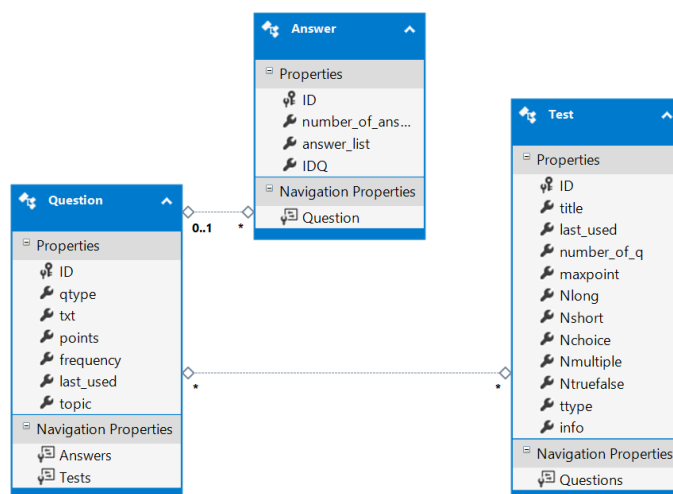 Answer
Properties
ID
number_of_ans...
answer_list
IDQ
Navigation Properties
Question
Test
Properties
ID
title
last_used
number_of_q
maxpoint
Nlong
Nshort
Nchoice
Nmultiple
Ntruefalse
ttype
info
Navigation Properties
Questions
Question
Properties
ID
qtype
txt
points
frequency
last_used
topic
Navigation Properties
Answers
Tests
0..1 *
* *